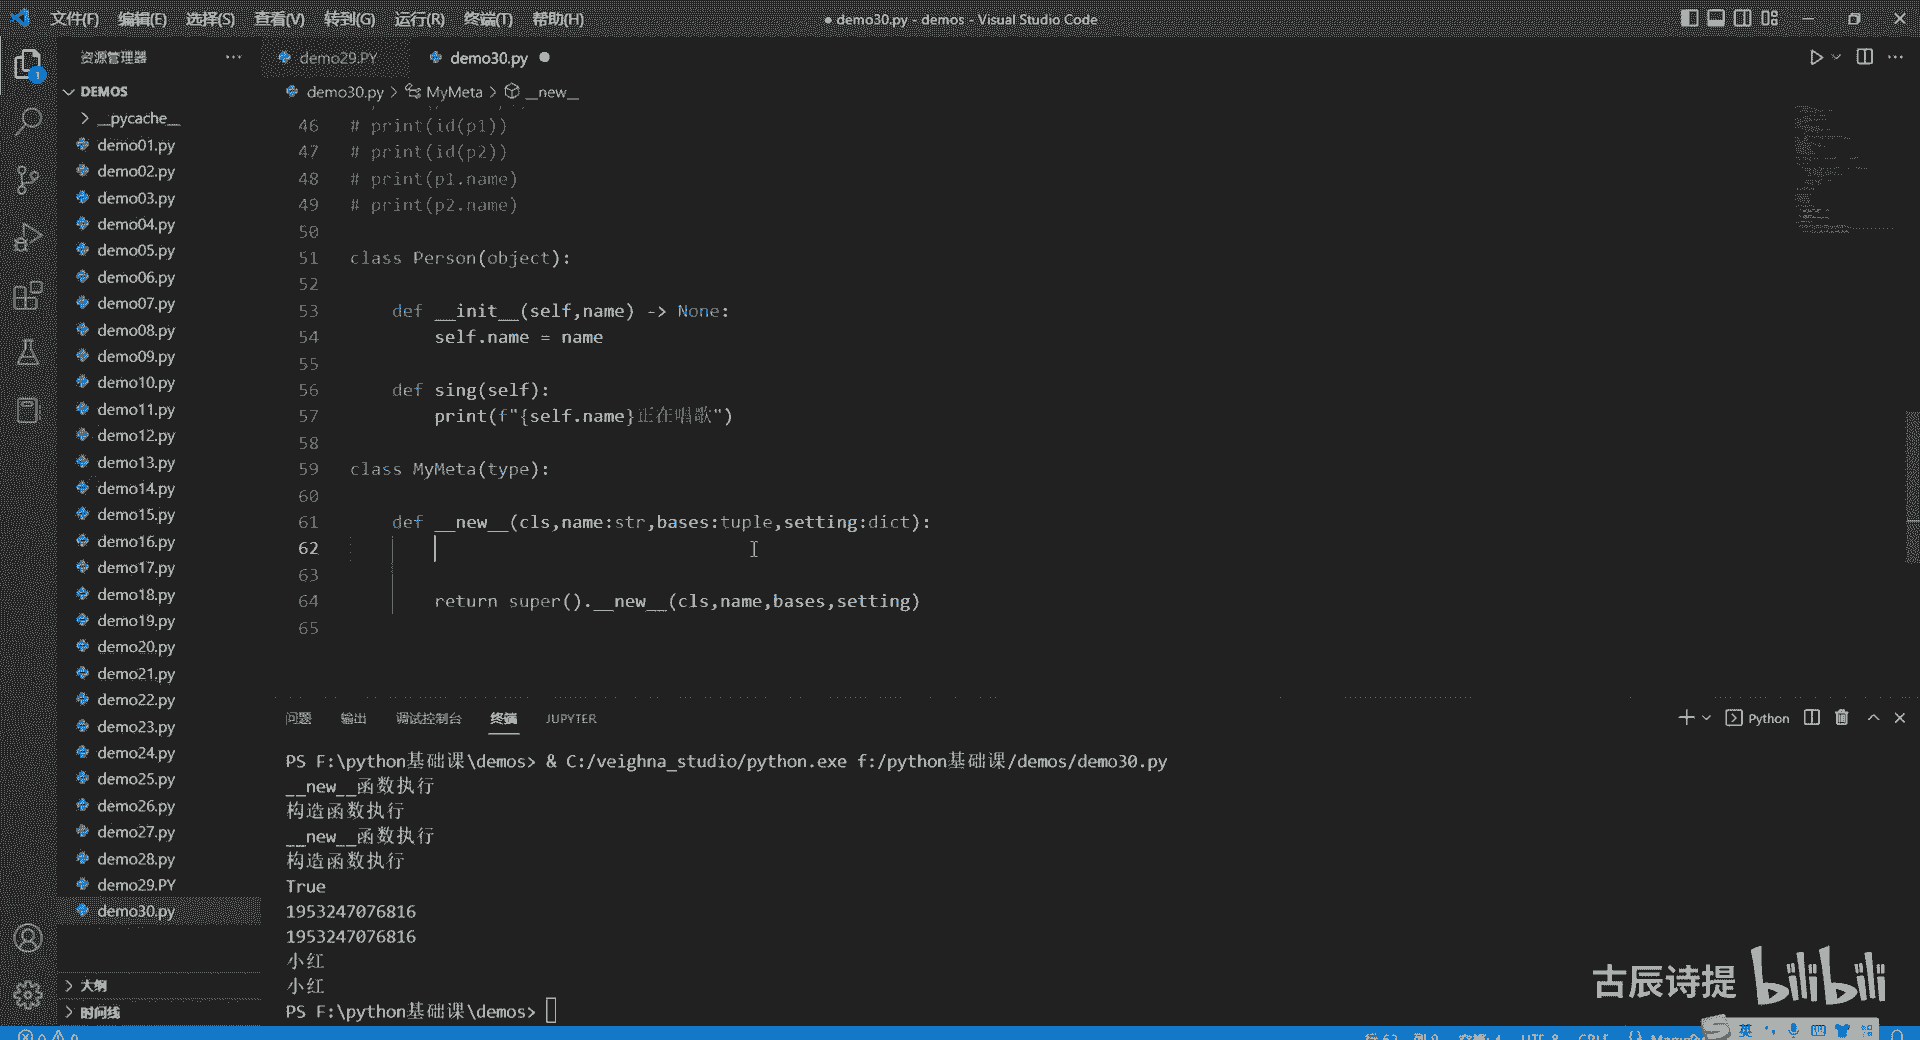 文件(F) 编辑(E) 选择(S) 查看(V) 转到(G) 运行(R) 终端(T) 帮助(H) ● demo30.py - demos - Visual Studio Code
资源管理器 ··· demo29.PY demo30.py ●
DEMOS
demo30.py > MyMeta > __new__
1
__pycache__
demo01.py
demo02.py
demo03.py
demo04.py
demo05.py
demo06.py
demo07.py
demo08.py
demo09.py
demo10.py
demo11.py
demo12.py
demo13.py
demo14.py
demo15.py
demo16.py
demo17.py
demo18.py
demo19.py
demo20.py
demo21.py
demo22.py
demo23.py
demo24.py
demo25.py
demo26.py
demo27.py
demo28.py
demo29.PY
demo30.py
大纲
时间线
46 # print(id(p1))
47 # print(id(p2))
48 # print(p1.name)
49 # print(p2.name)
50
51 class Person(object):
52
53     def __init__(self,name) -> None:
54         self.name = name
55
56     def sing(self):
57         print(f"{self.name}正在唱歌")
58
59 class MyMeta(type):
60
61     def __new__(cls,name:str,bases:tuple,setting:dict):
62
63
64         return super().__new__(cls,name,bases,setting)
65
问题 输出 调试控制台 终端 JUPYTER Python
PS F:\python基础课\demos> & C:/veighna_studio/python.exe f:/python基础课/demos/demo30.py
__new__函数执行
构造函数执行
__new__函数执行
构造函数执行
True
1953247076816
1953247076816
小红
小红
PS F:\python基础课\demos>
古辰诗提 bilibili
英